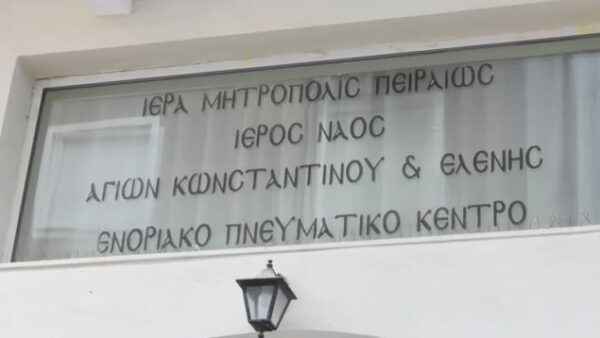 ΙΕΡΑ ΜΗΤΡΟΠΟΛΙΣ ΠΕΙΡΑΙΩΣ
ΙΕΡΟΣ ΝΑΟΣ
ΑΓΙΩΝ ΚΩΝΣΤΑΝΤΙΝΟΥ & ΕΛΕΝΗΣ
ΕΝΟΡΙΑΚΟ ΠΝΕΥΜΑΤΙΚΟ ΚΕΝΤΡΟ